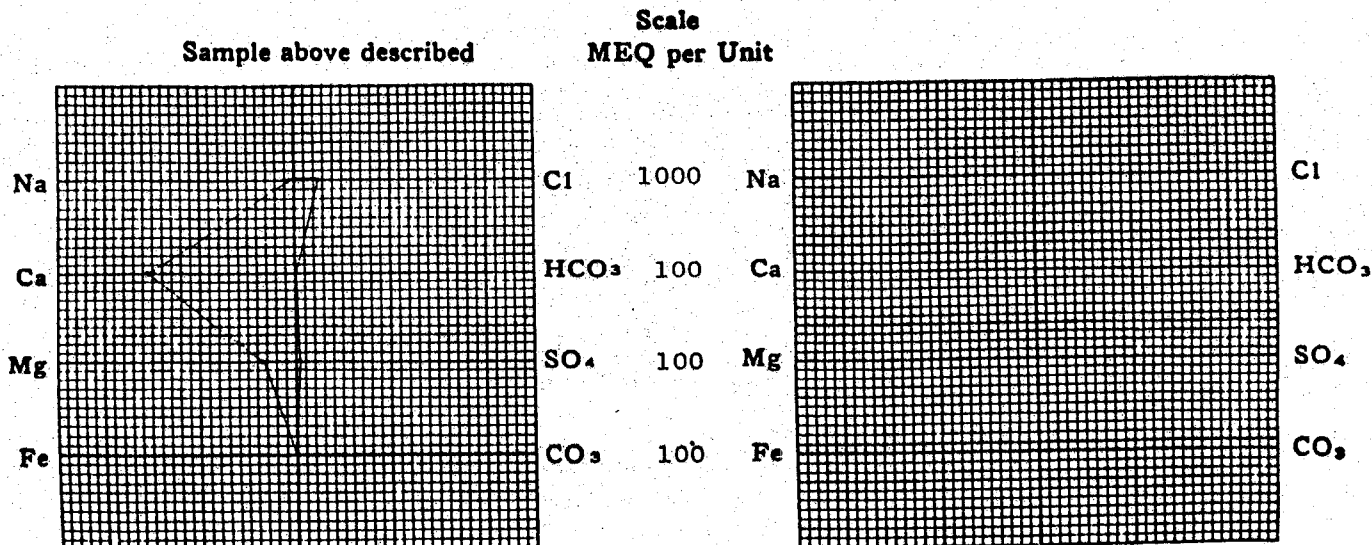 Scale
Sample above described MEQ per Unit
Na Cl 1000 Na Cl
Ca HCO₃ 100 Ca HCO₃
Mg SO₄ 100 Mg SO₄
Fe CO₃ 100 Fe CO₃